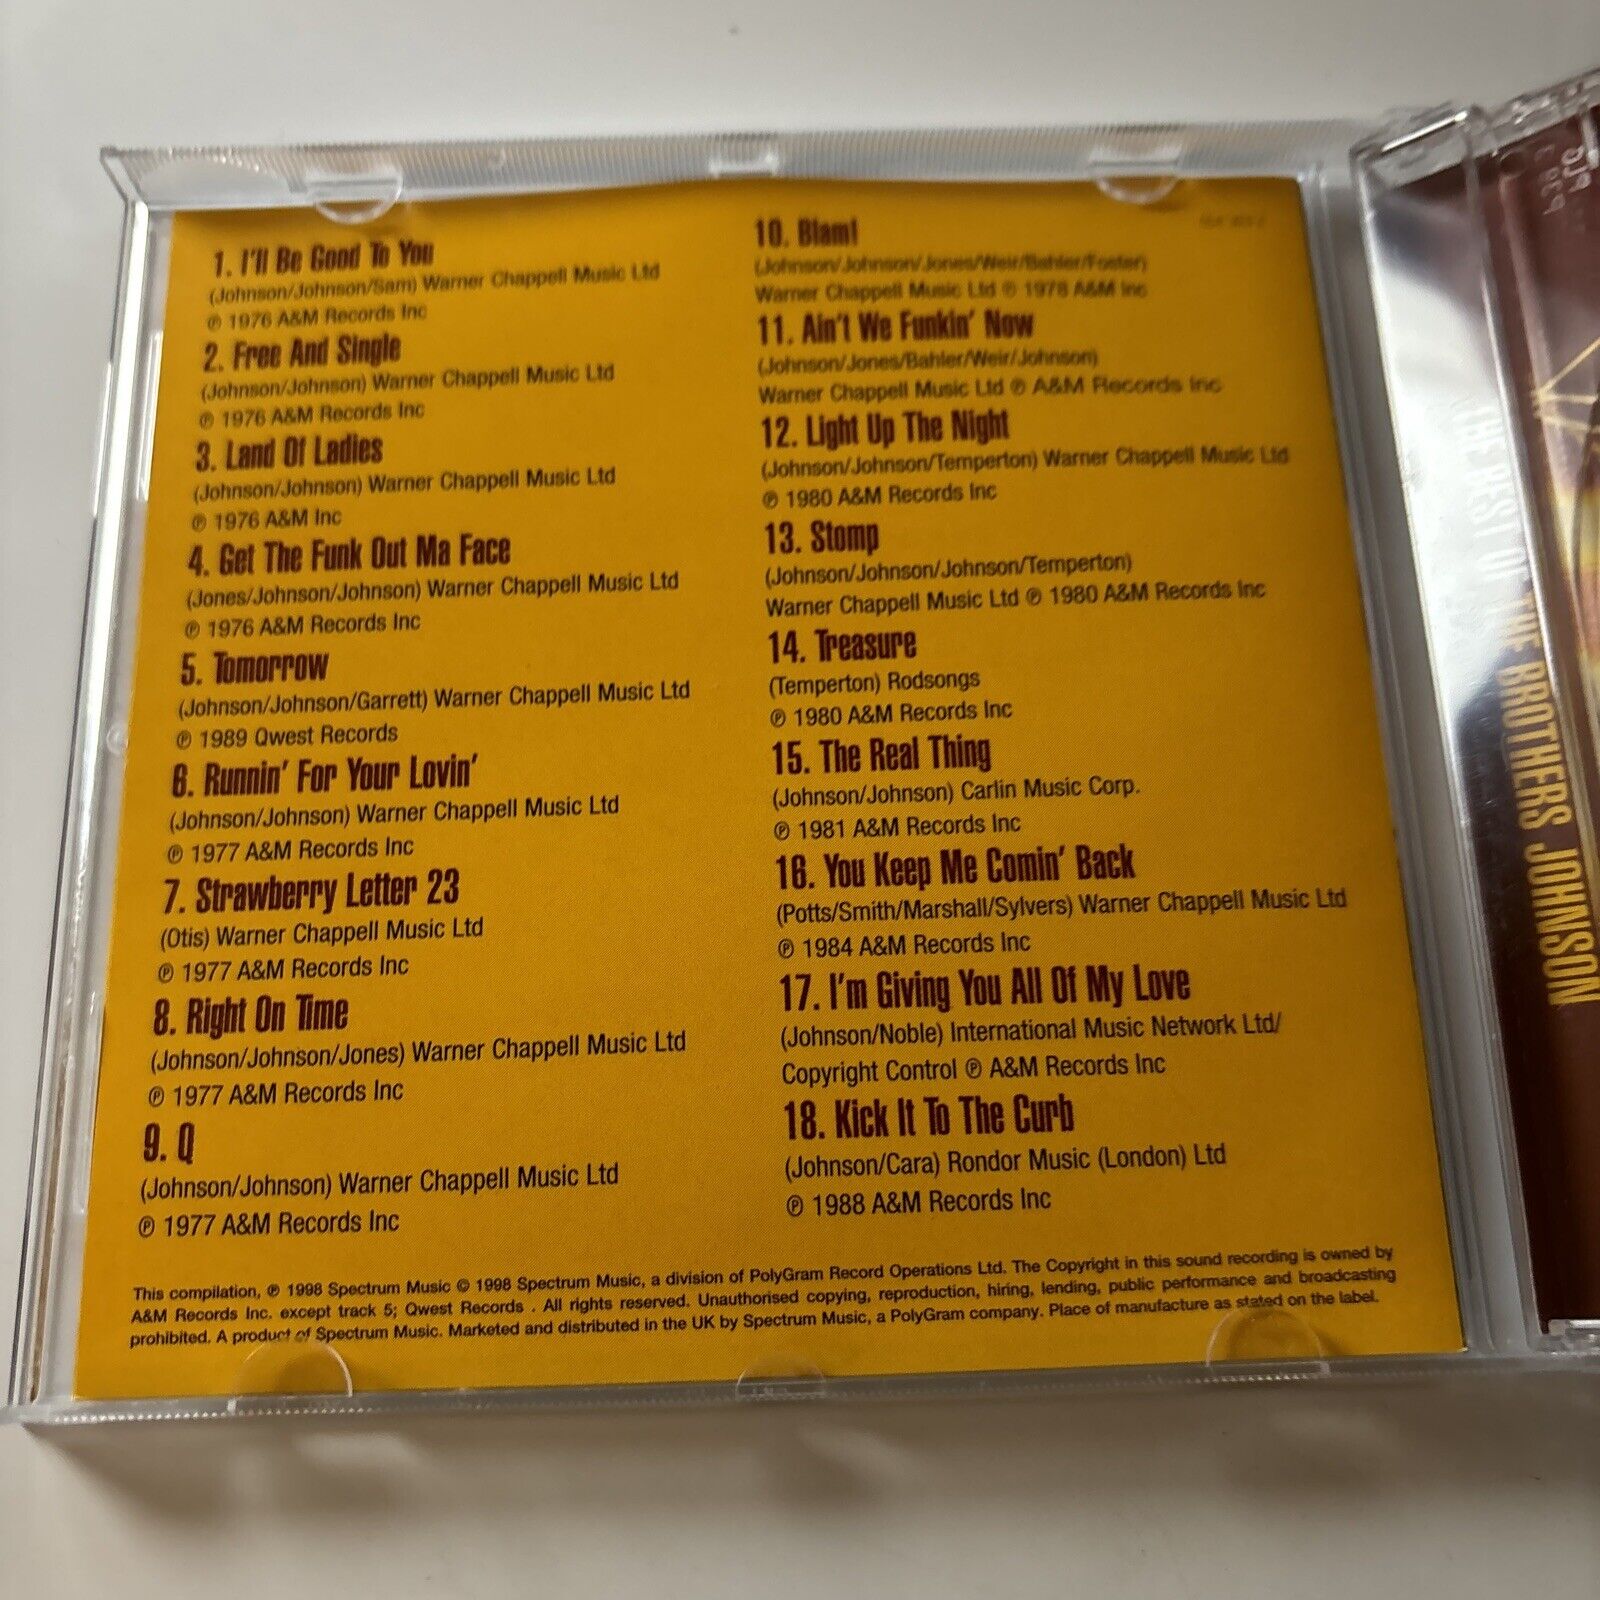 1. I'll Be Good To You
(Johnson/Johnson/Sam) Warner Chappell Music Ltd
℗ 1976 A&M Records Inc
2. Free And Single
(Johnson/Johnson) Warner Chappell Music Ltd
℗ 1976 A&M Records Inc
3. Land Of Ladies
(Johnson/Johnson) Warner Chappell Music Ltd
℗ 1976 A&M Inc
4. Get The Funk Out Ma Face
(Jones/Johnson/Johnson) Warner Chappell Music Ltd
℗ 1976 A&M Records Inc
5. Tomorrow
(Johnson/Johnson/Garrett) Warner Chappell Music Ltd
℗ 1989 Qwest Records
6. Runnin' For Your Lovin'
(Johnson/Johnson) Warner Chappell Music Ltd
℗ 1977 A&M Records Inc
7. Strawberry Letter 23
(Otis) Warner Chappell Music Ltd
℗ 1977 A&M Records Inc
8. Right On Time
(Johnson/Johnson/Jones) Warner Chappell Music Ltd
℗ 1977 A&M Records Inc
9. Q
(Johnson/Johnson) Warner Chappell Music Ltd
℗ 1977 A&M Records Inc
10. Blam!
(Johnson/Johnson/Jones/Weir/Bahler/Foster)
Warner Chappell Music Ltd ℗ 1978 A&M Inc
11. Ain't We Funkin' Now
(Johnson/Jones/Bahler/Weir/Johnson)
Warner Chappell Music Ltd ℗ A&M Records Inc
12. Light Up The Night
(Johnson/Johnson/Temperton) Warner Chappell Music Ltd
℗ 1980 A&M Records Inc
13. Stomp
(Johnson/Johnson/Johnson/Temperton)
Warner Chappell Music Ltd ℗ 1980 A&M Records Inc
14. Treasure
(Temperton) Rodsongs
℗ 1980 A&M Records Inc
15. The Real Thing
(Johnson/Johnson) Carlin Music Corp.
℗ 1981 A&M Records Inc
16. You Keep Me Comin' Back
(Potts/Smith/Marshall/Sylvers) Warner Chappell Music Ltd
℗ 1984 A&M Records Inc
17. I'm Giving You All Of My Love
(Johnson/Noble) International Music Network Ltd/
Copyright Control ℗ A&M Records Inc
18. Kick It To The Curb
(Johnson/Cara) Rondor Music (London) Ltd
℗ 1988 A&M Records Inc
This compilation, ℗ 1998 Spectrum Music © 1998 Spectrum Music, a division of PolyGram Record Operations Ltd. The Copyright in this sound recording is owned by
A&M Records Inc. except track 5; Qwest Records . All rights reserved. Unauthorised copying, reproduction, hiring, lending, public performance and broadcasting
prohibited. A product of Spectrum Music. Marketed and distributed in the UK by Spectrum Music, a PolyGram company. Place of manufacture as stated on the label.
THE BEST OF THE BROTHERS JOHNSON